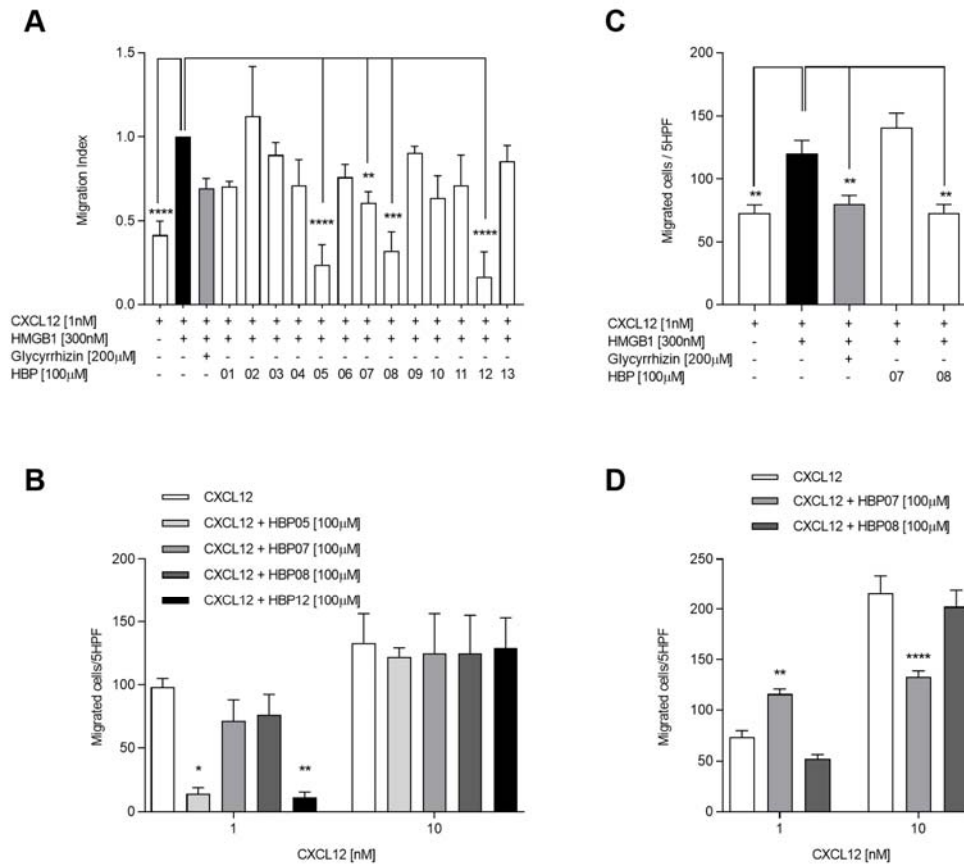 A
1.5
1.0
0.5
0.0
Migration Index
****
****
**
***
****
CXCL12 [1nM] + + + + + + + + + + + + + + + +
HMGB1 [300nM] - + + + + + + + + + + + + + + +
Glycyrrhizin [200μM] - - +
HBP [100μM] - - - 01 02 03 04 05 06 07 08 09 10 11 12 13
C
200
150
100
50
0
Migrated cells / 5HPF
**
**
**
CXCL12 [1nM] + + + + +
HMGB1 [300nM] - + + + +
Glycyrrhizin [200μM] - - +
HBP [100μM] - - - 07 08
B
CXCL12
CXCL12 + HBP05 [100μM]
CXCL12 + HBP07 [100μM]
CXCL12 + HBP08 [100μM]
CXCL12 + HBP12 [100μM]
200
150
100
50
0
Migrated cells/5HPF
*
**
1 10
CXCL12 [nM]
D
CXCL12
CXCL12 + HBP07 [100μM]
CXCL12 + HBP08 [100μM]
250
200
150
100
50
0
Migrated cells/5HPF
**
****
1 10
CXCL12 [nM]